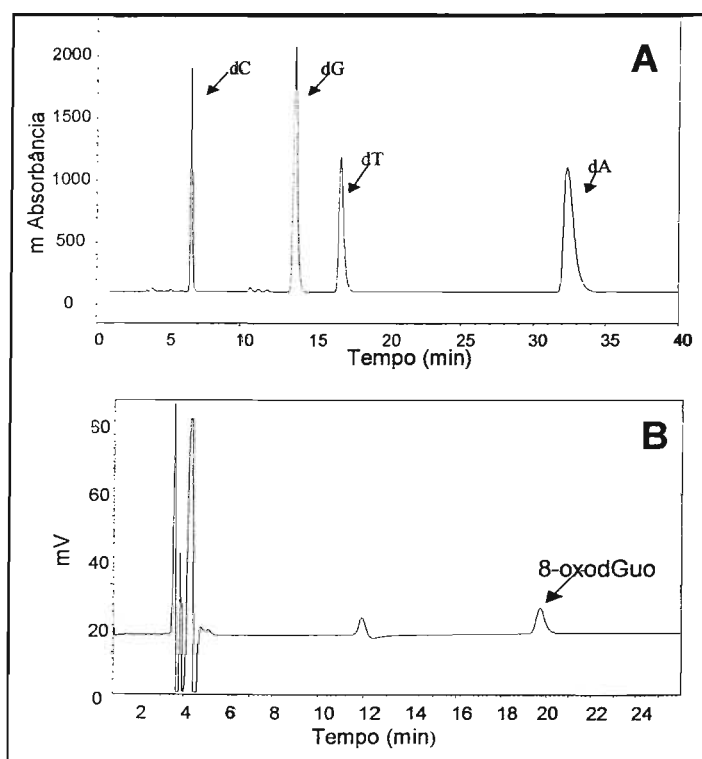 A
2000
1500
1000
500
0
dC
dG
dT
dA
0 5 10 15 20 25 30 35 40
Tempo (min)
m Absorbância
B
60
60
40
20
0
mV
8-oxodGuo
2 4 6 8 10 12 14 16 18 20 22 24
Tempo (min)